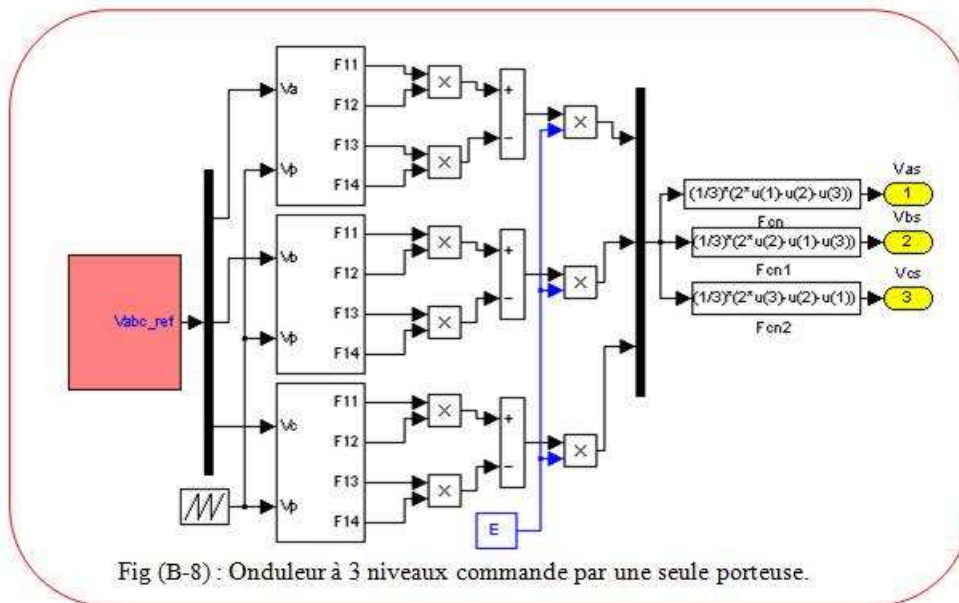 Vabc_ref
Va
Vp
F11
F12
F13
F14
Vb
Vp
F11
F12
F13
F14
Vc
Vp
F11
F12
F13
F14
×
×
+
−
×
×
×
+
−
×
×
×
+
−
×
E
(1/3)*(2*u(1)-u(2)-u(3))
Fcn
(1/3)*(2*u(2)-u(1)-u(3))
Fcn1
(1/3)*(2*u(3)-u(2)-u(1))
Fcn2
Vas
1
Vbs
2
Vcs
3
Fig (B-8) : Onduleur à 3 niveaux commande par une seule porteuse.